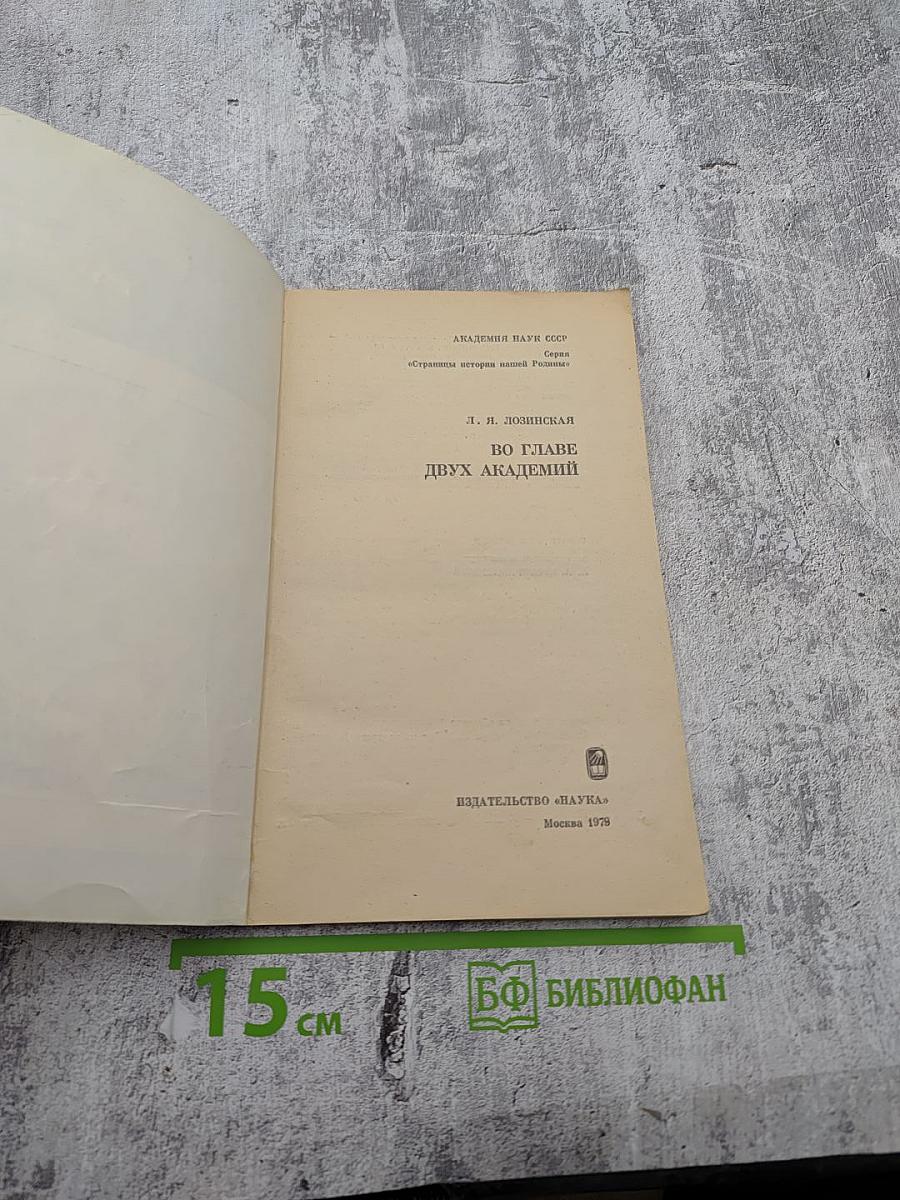 АКАДЕМИЯ НАУК СССР
Серия
«Страницы истории нашей Родины»
Л. Я. ЛОЗИНСКАЯ
ВО ГЛАВЕ
ДВУХ АКАДЕМИЙ
ИЗДАТЕЛЬСТВО «НАУКА»
Москва 1978
15 см
БФ БИБЛИОФАН